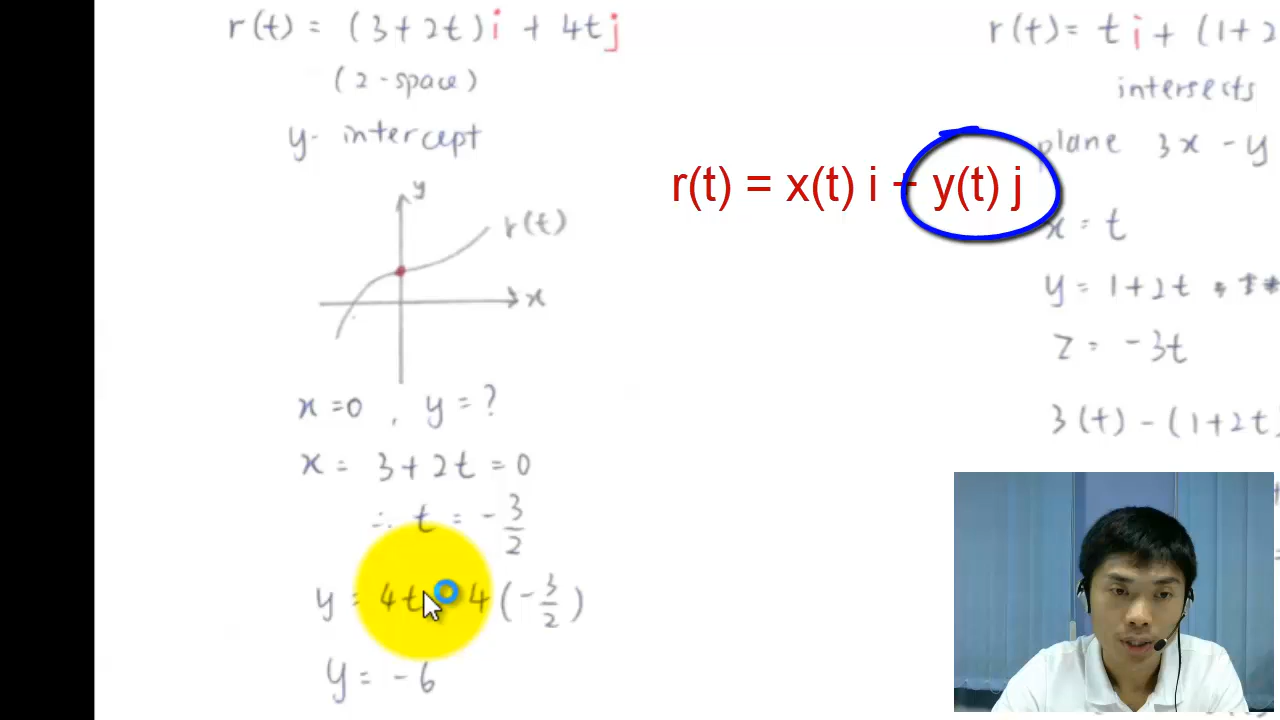 r(t) = (3+2t)i + 4tj
(2-space)
y- intercept
y
r(t)
x
x=0 , y=?
x = 3+2t =0
∴ t = -3/2
y = 4t 4(-3/2)
y = -6
r(t) = x(t) i + y(t) j
r(t)= t i + (1+2
intersects
plane 3x - y
x = t
y = 1+2t
z = -3t
3(t) - (1+2t)